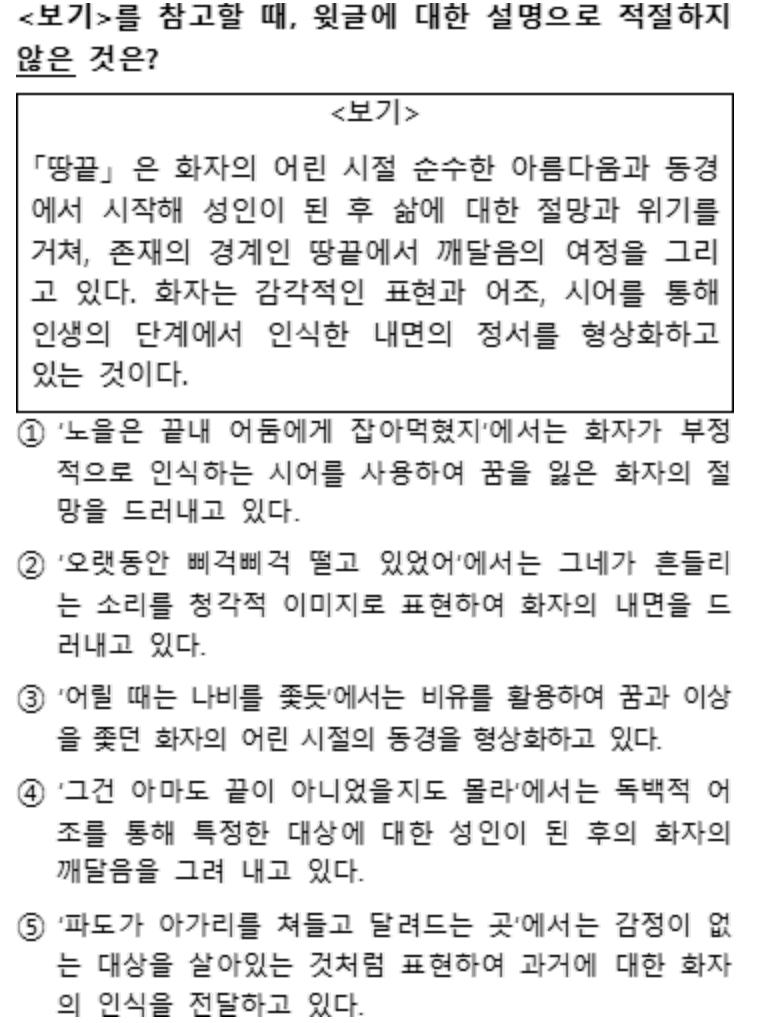 <보기>를 참고할 때, 윗글에 대한 설명으로 적절하지
않은 것은?
<보기>
「땅끝」은 화자의 어린 시절 순수한 아름다움과 동경
에서 시작해 성인이 된 후 삶에 대한 절망과 위기를
거쳐, 존재의 경계인 땅끝에서 깨달음의 여정을 그리
고 있다. 화자는 감각적인 표현과 어조, 시어를 통해
인생의 단계에서 인식한 내면의 정서를 형상화하고
있는 것이다.
① '노을은 끝내 어둠에게 잡아먹혔지'에서는 화자가 부정
적으로 인식하는 시어를 사용하여 꿈을 잃은 화자의 절
망을 드러내고 있다.
② '오랫동안 삐걱삐걱 떨고 있었어'에서는 그네가 흔들리
는 소리를 청각적 이미지로 표현하여 화자의 내면을 드
러내고 있다.
③ '어릴 때는 나비를 좇듯'에서는 비유를 활용하여 꿈과 이상
을 좇던 화자의 어린 시절의 동경을 형상화하고 있다.
④ '그건 아마도 끝이 아니었을지도 몰라'에서는 독백적 어
조를 통해 특정한 대상에 대한 성인이 된 후의 화자의
깨달음을 그려 내고 있다.
⑤ '파도가 아가리를 쳐들고 달려드는 곳'에서는 감정이 없
는 대상을 살아있는 것처럼 표현하여 과거에 대한 화자
의 인식을 전달하고 있다.